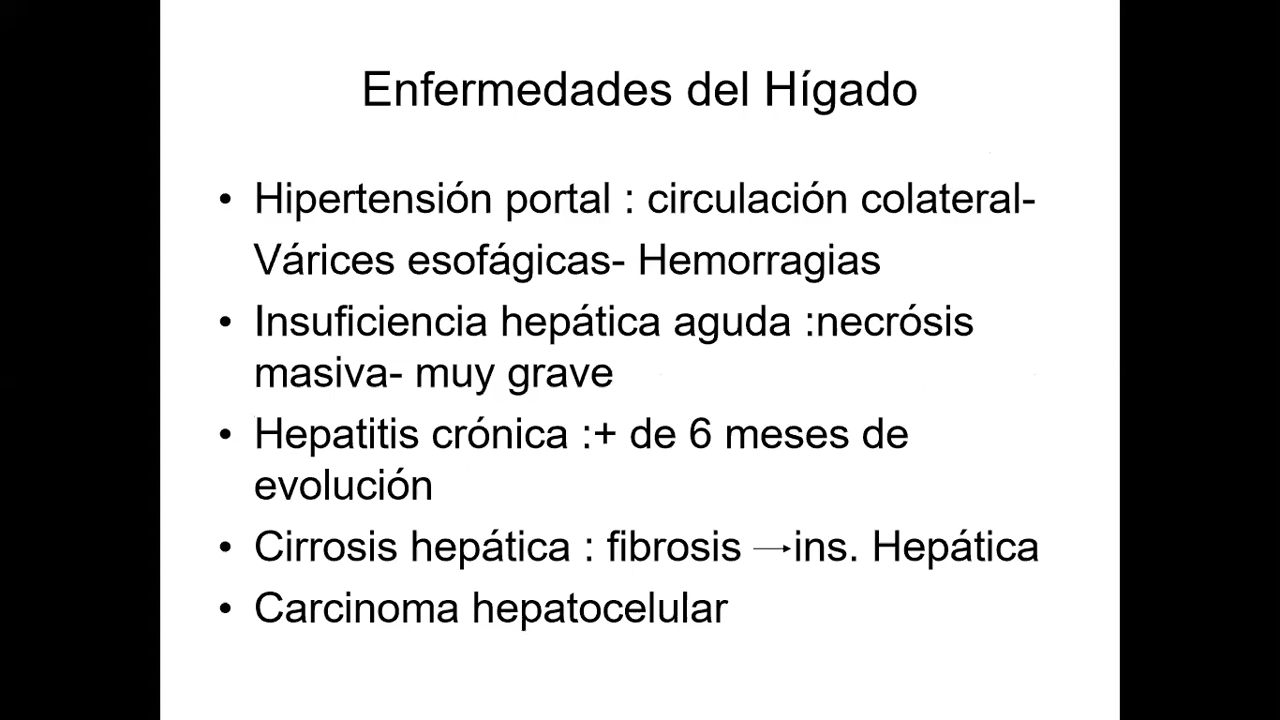 Enfermedades del Hígado
• Hipertensión portal : circulación colateral-
Várices esofágicas- Hemorragias
• Insuficiencia hepática aguda :necrósis
masiva- muy grave
• Hepatitis crónica :+ de 6 meses de
evolución
• Cirrosis hepática : fibrosis →ins. Hepática
• Carcinoma hepatocelular